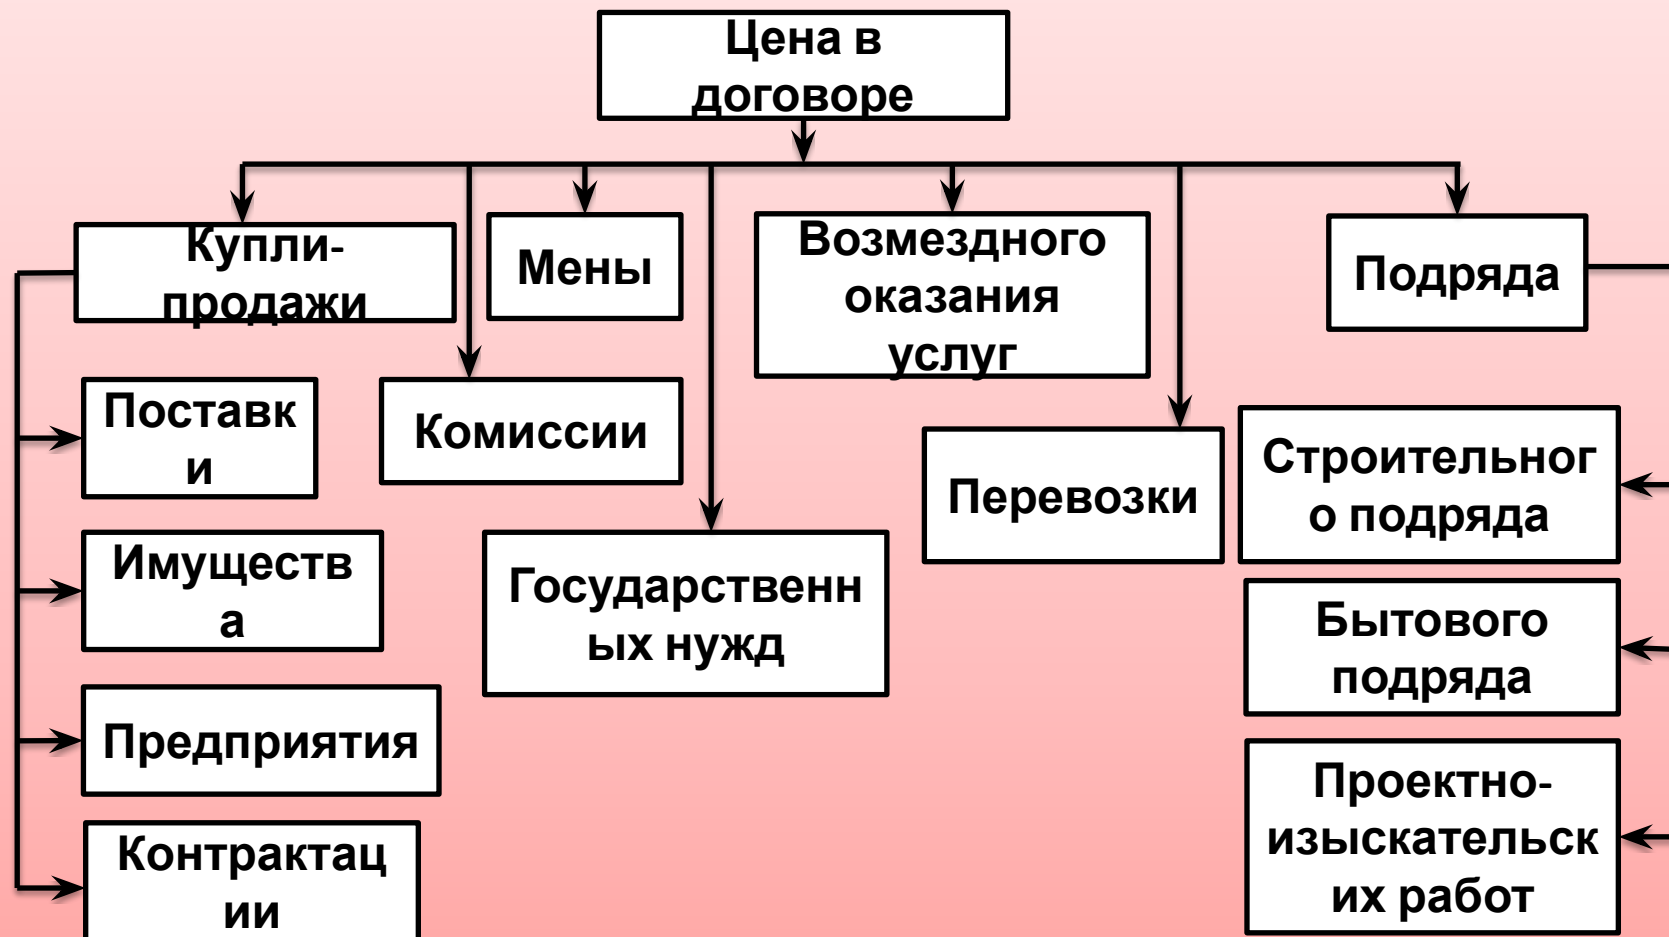 Цена в
договоре
Купли-
продажи
Мены
Возмездного
оказания
услуг
Подряда
Поставк
и
Комиссии
Перевозки
Строительног
о подряда
Имуществ
а
Государственн
ых нужд
Бытового
подряда
Предприятия
Проектно-
изыскательск
их работ
Контрактац
ии